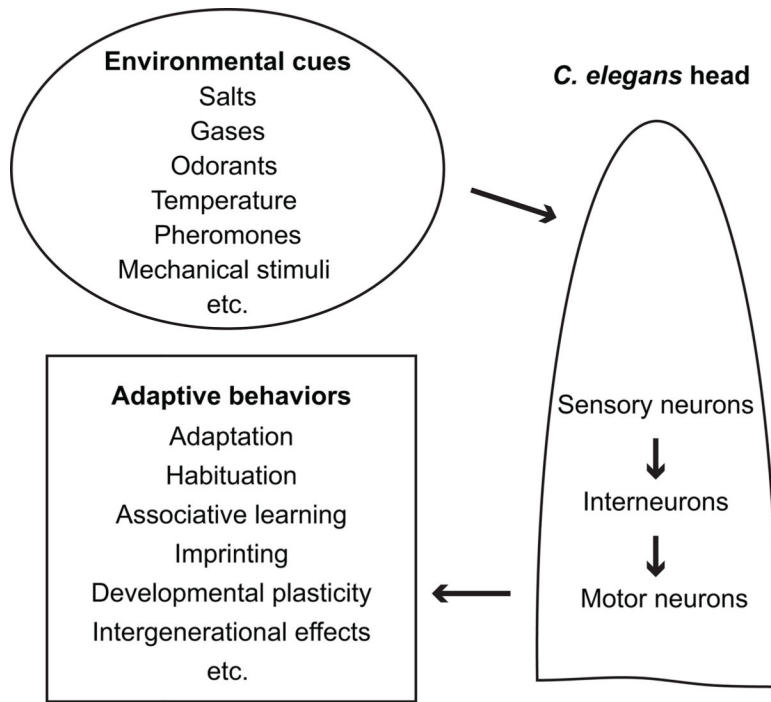 Environmental cues
Salts
Gases
Odorants
Temperature
Pheromones
Mechanical stimuli
etc.
C. elegans head
Sensory neurons
Interneurons
Motor neurons
Adaptive behaviors
Adaptation
Habituation
Associative learning
Imprinting
Developmental plasticity
Intergenerational effects
etc.